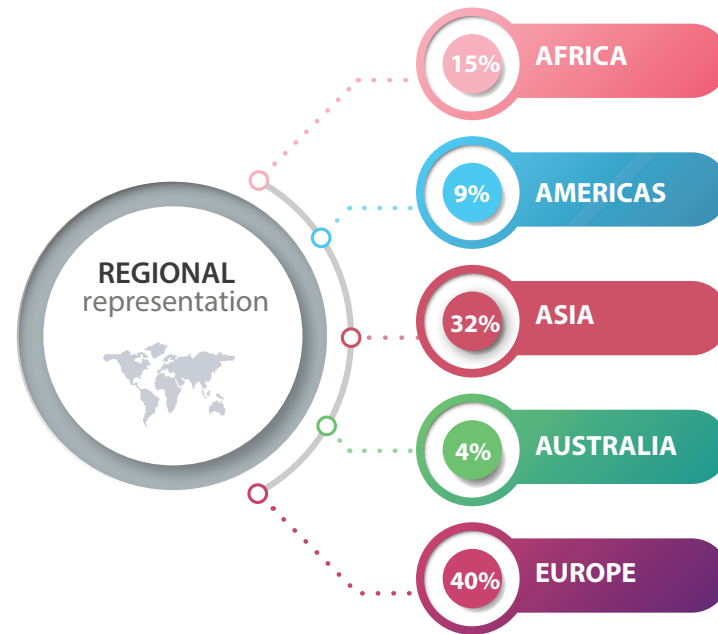 REGIONAL
representation
15% AFRICA
9% AMERICAS
32% ASIA
4% AUSTRALIA
40% EUROPE